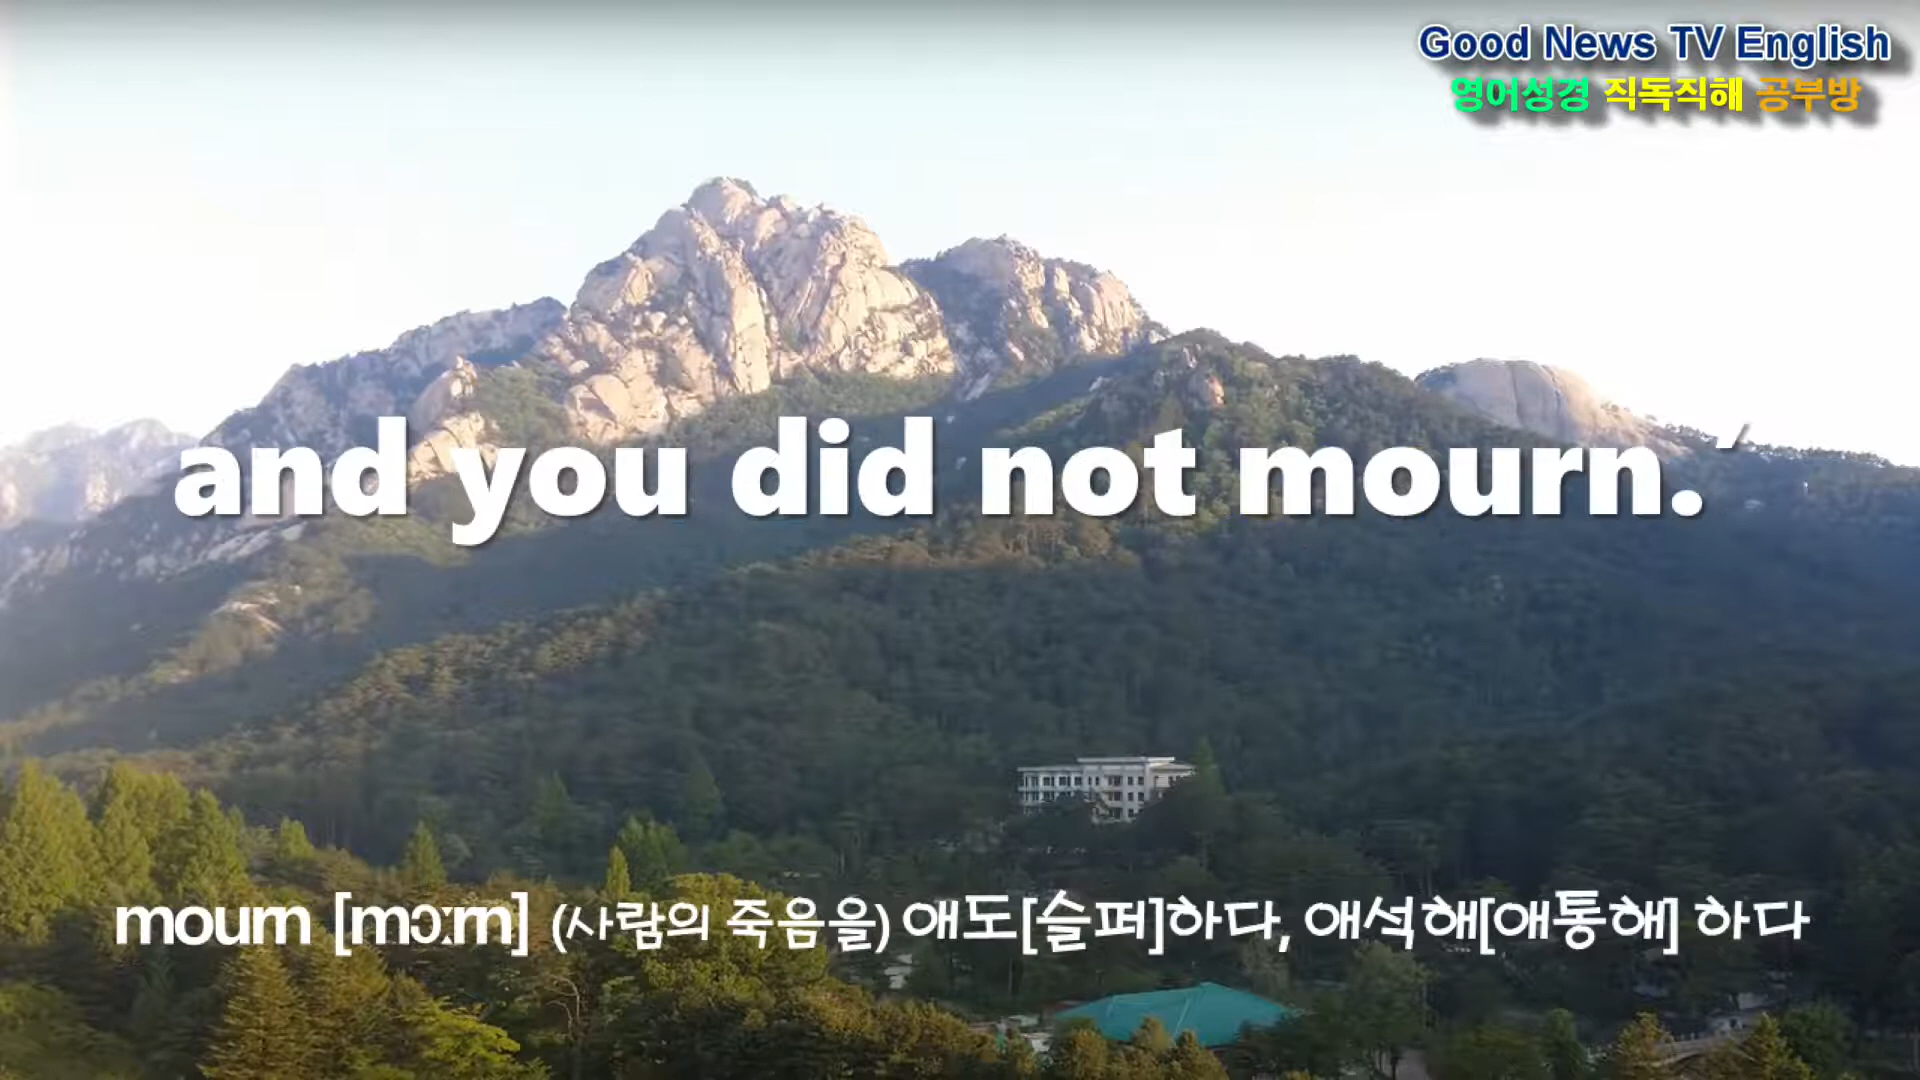 Good News TV English
영어성경 직독직해 공부방
and you did not mourn.´
mourn [mɔːrn] (사람의 죽음을) 애도[슬퍼]하다, 애석해[애통해] 하다